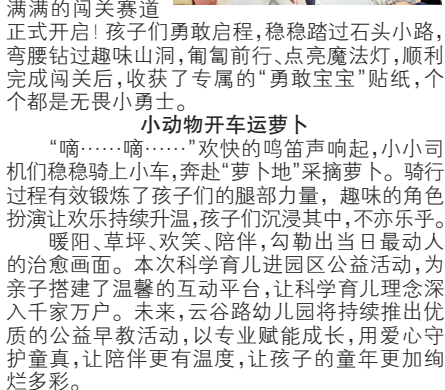 满满的闯关赛道
正式开启！孩子们勇敢启程，稳稳踏过石头小路，
弯腰钻过趣味山洞，匍匐前行、点亮魔法灯，顺利
完成闯关后，收获了专属的“勇敢宝宝”贴纸，个
个都是无畏小勇士。
小动物开车运萝卜
“嘀……嘀……”欢快的鸣笛声响起，小小司
机们稳稳骑上小车，奔赴“萝卜地”采摘萝卜。骑行
过程有效锻炼了孩子们的腿部力量，趣味的角色
扮演让欢乐持续升温，孩子们沉浸其中，不亦乐乎。
暖阳、草坪、欢笑、陪伴，勾勒出当日最动人
的治愈画面。本次科学育儿进园区公益活动，为
亲子搭建了温馨的互动平台，让科学育儿理念深
入千家万户。未来，云谷路幼儿园将持续推出优
质的公益早教活动，以专业赋能成长，用爱心守
护童真，让陪伴更有温度，让孩子的童年更加绚
烂多彩。